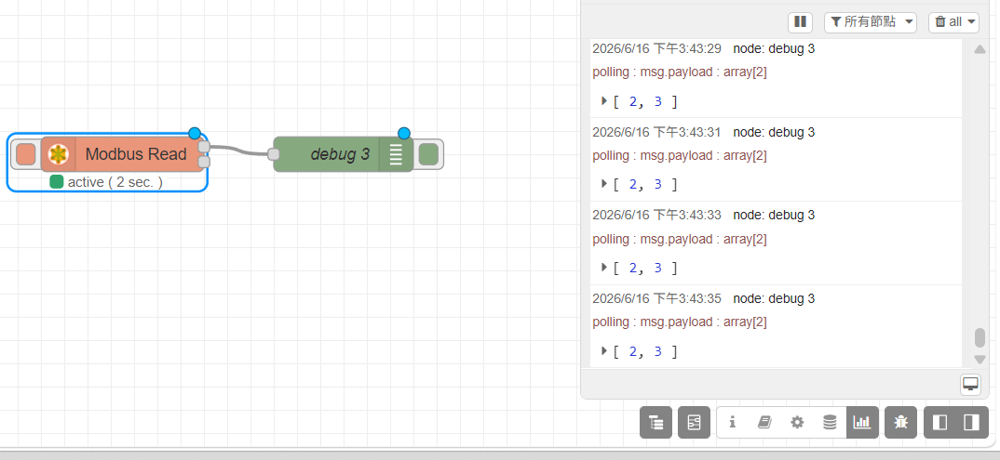 所有節點
all
Modbus Read
active ( 2 sec. )
debug 3
2026/6/16 下午3:43:29 node: debug 3
polling : msg.payload : array[2]
[ 2, 3 ]
2026/6/16 下午3:43:31 node: debug 3
polling : msg.payload : array[2]
[ 2, 3 ]
2026/6/16 下午3:43:33 node: debug 3
polling : msg.payload : array[2]
[ 2, 3 ]
2026/6/16 下午3:43:35 node: debug 3
polling : msg.payload : array[2]
[ 2, 3 ]